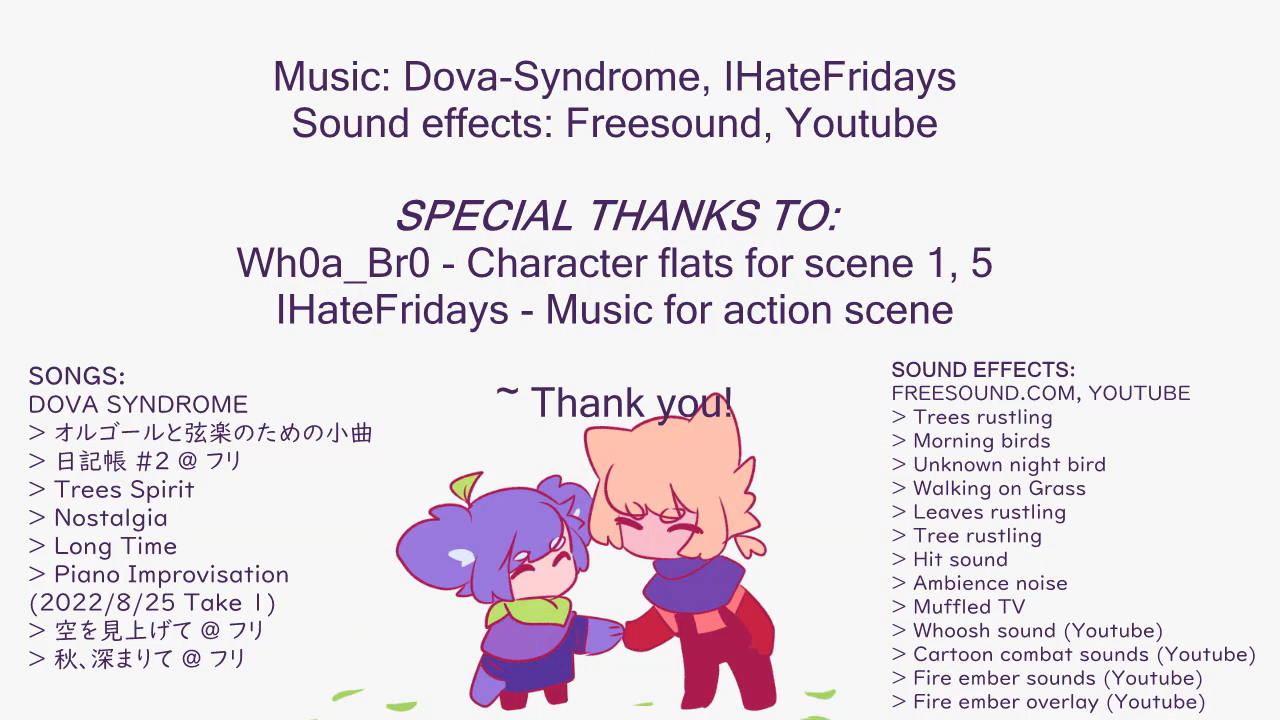 Music: Dova-Syndrome, IHateFridays
Sound effects: Freesound, Youtube
SPECIAL THANKS TO:
Wh0a_Br0 - Character flats for scene 1, 5
IHateFridays - Music for action scene
~ Thank you!
SONGS:
DOVA SYNDROME
> オルゴールと弦楽のための小曲
> 日記帳 #2 @ フリ
> Trees Spirit
> Nostalgia
> Long Time
> Piano Improvisation
(2022/8/25 Take 1)
> 空を見上げて @ フリ
> 秋、深まりて @ フリ
SOUND EFFECTS:
FREESOUND.COM, YOUTUBE
> Trees rustling
> Morning birds
> Unknown night bird
> Walking on Grass
> Leaves rustling
> Tree rustling
> Hit sound
> Ambience noise
> Muffled TV
> Whoosh sound (Youtube)
> Cartoon combat sounds (Youtube)
> Fire ember sounds (Youtube)
> Fire ember overlay (Youtube)